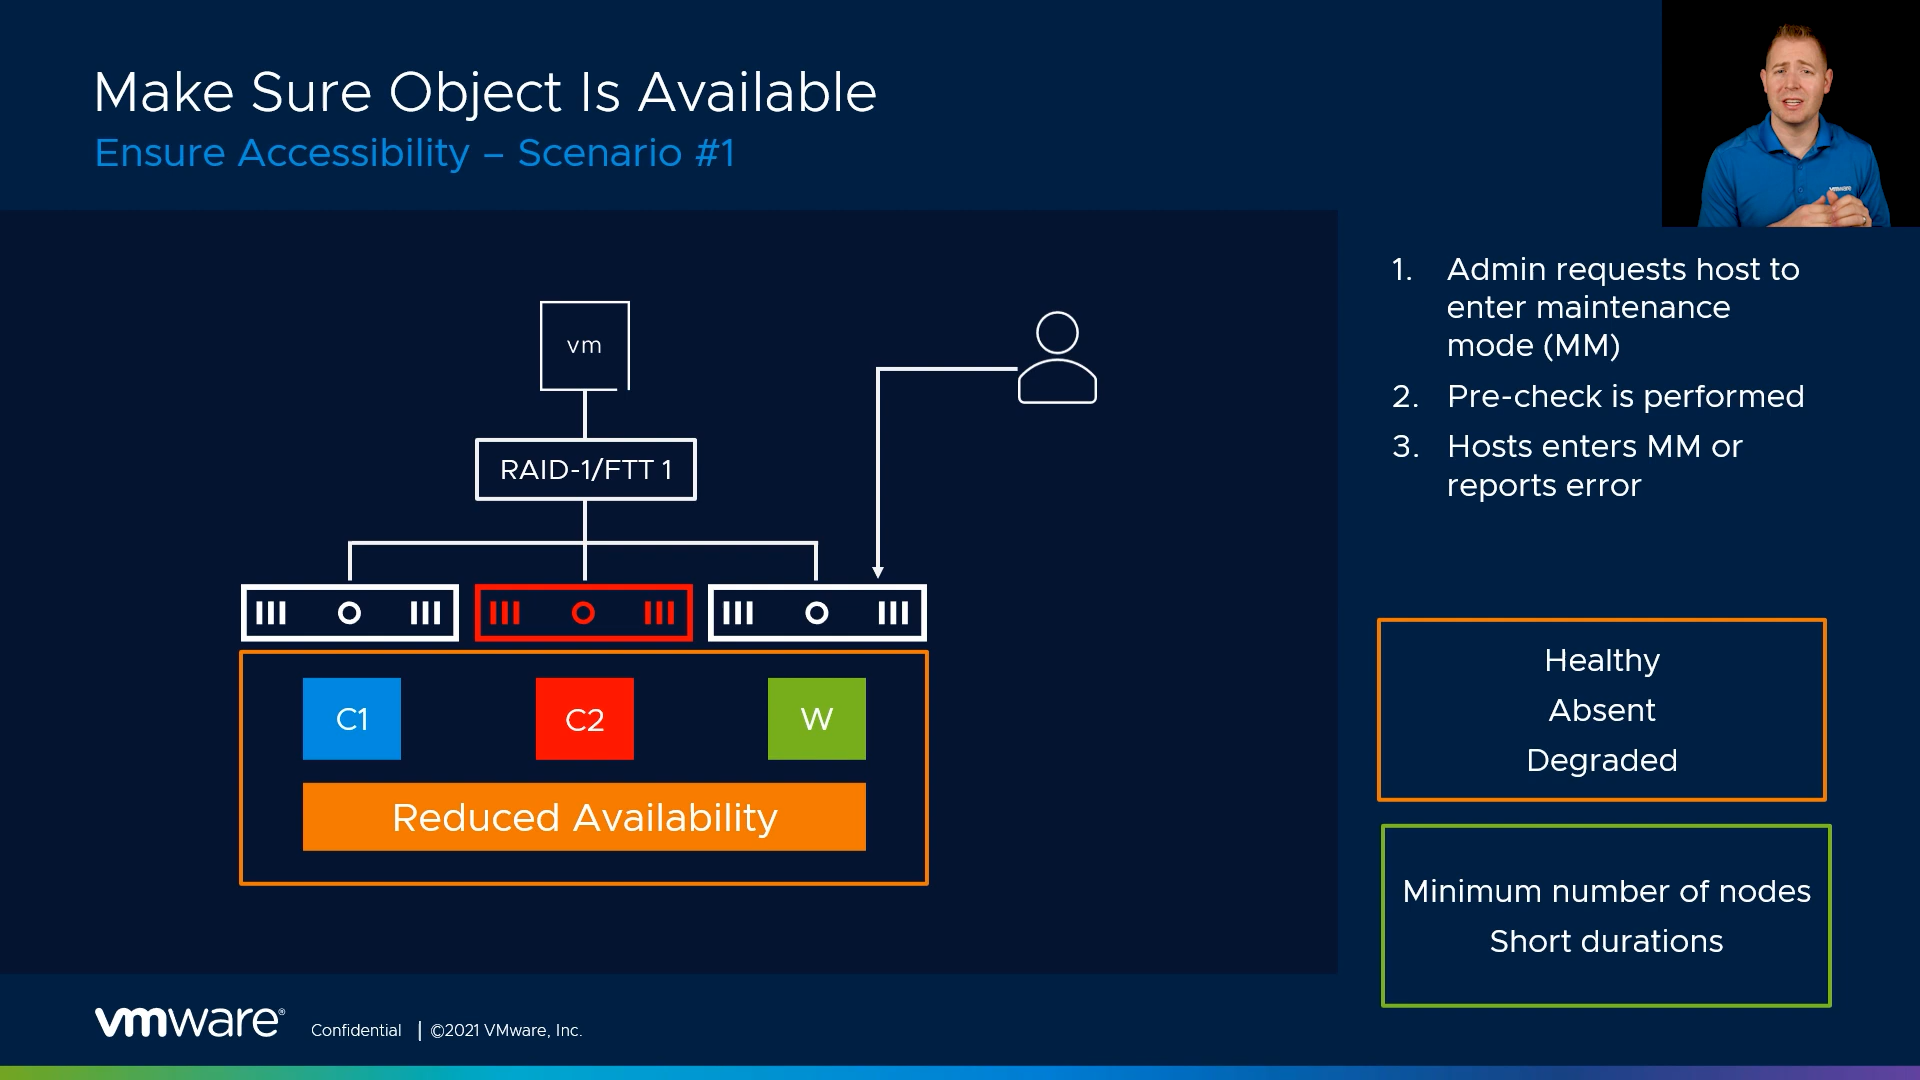 Make Sure Object Is Available
Ensure Accessibility – Scenario #1
vmware
1. Admin requests host to
enter maintenance
mode (MM)
2. Pre-check is performed
3. Hosts enters MM or
reports error
vm
RAID-1/FTT 1
C1
C2
W
Reduced Availability
Healthy
Absent
Degraded
Minimum number of nodes
Short durations
vmware®
Confidential | ©2021 VMware, Inc.